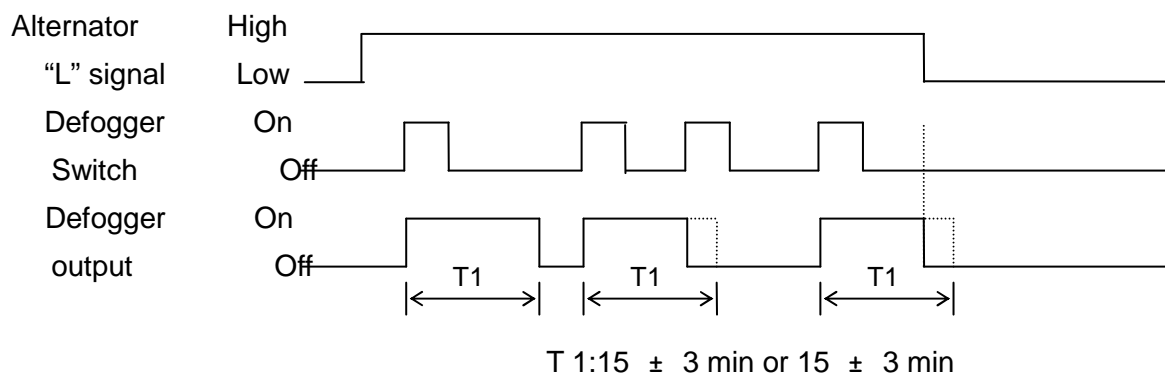 Alternator High
“L” signal Low
Defogger On
Switch Off
Defogger On
output Off
T1 T1 T1
T 1:15 ± 3 min or 15 ± 3 min